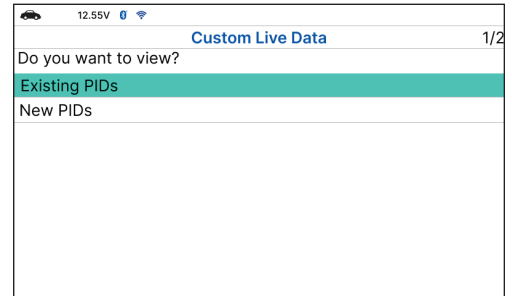 12.55V
Custom Live Data 1/2
Do you want to view?
Existing PIDs
New PIDs